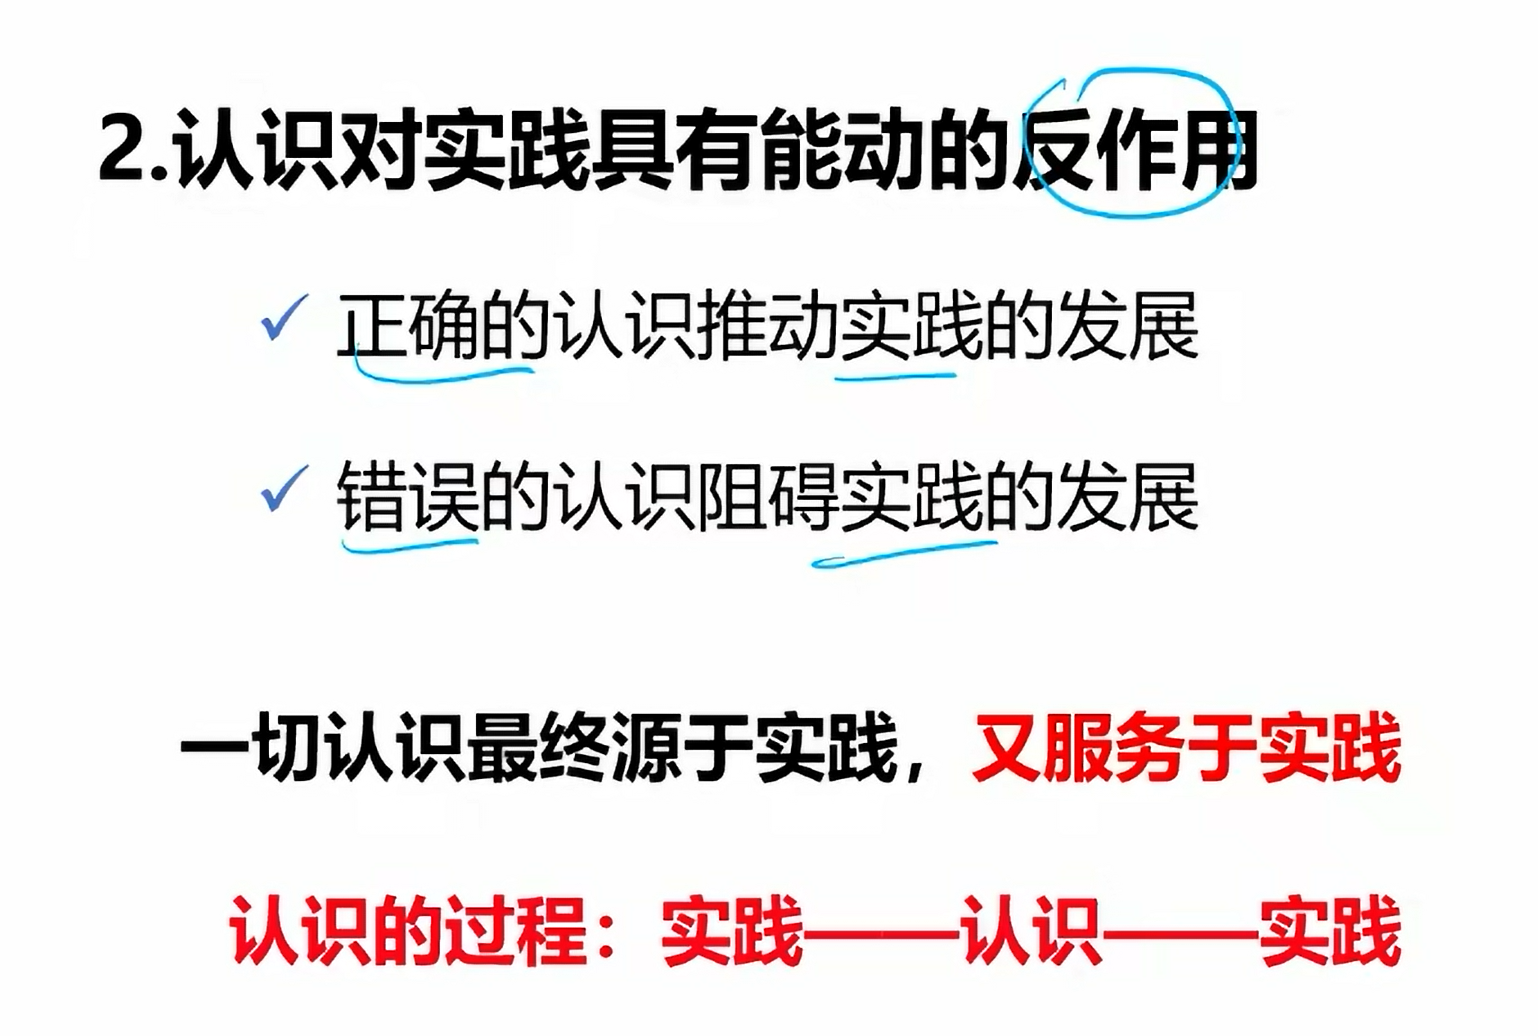 2.认识对实践具有能动的反作用
✓ 正确的认识推动实践的发展
✓ 错误的认识阻碍实践的发展
一切认识最终源于实践，又服务于实践
认识的过程：实践——认识——实践